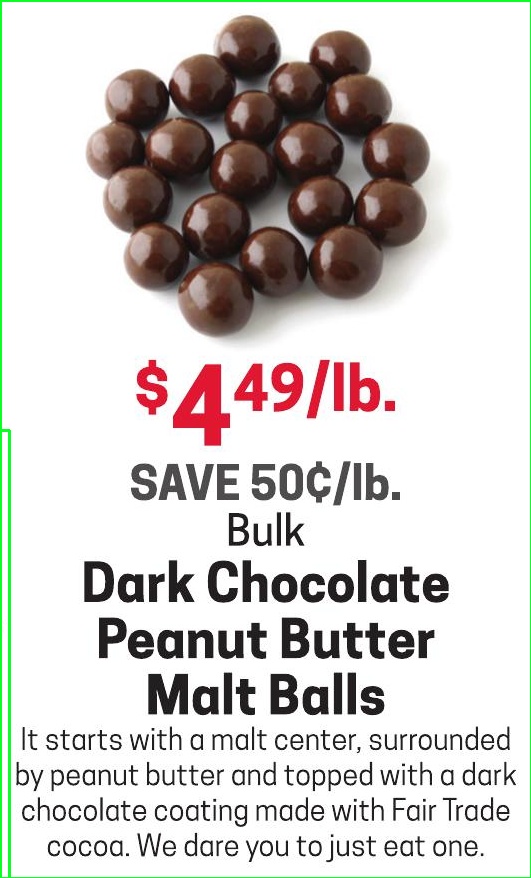 $4 49/lb.
SAVE 50¢/lb.
Bulk
Dark Chocolate
Peanut Butter
Malt Balls
It starts with a malt center, surrounded
by peanut butter and topped with a dark
chocolate coating made with Fair Trade
cocoa. We dare you to just eat one.